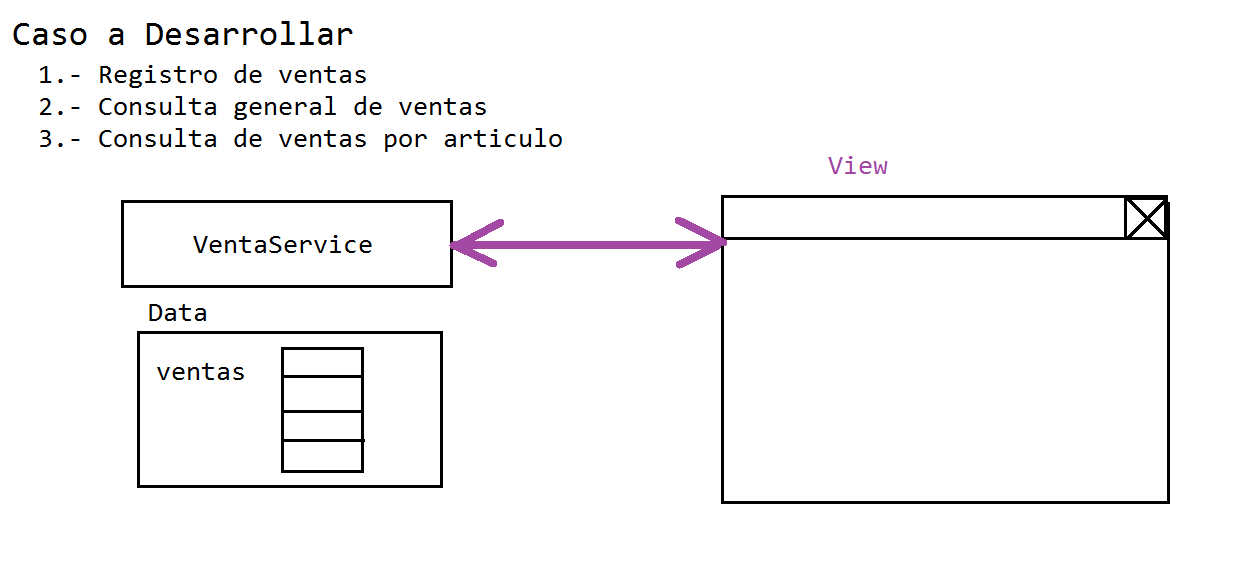 Caso a Desarrollar
1.- Registro de ventas
2.- Consulta general de ventas
3.- Consulta de ventas por articulo
View
VentaService
Data
ventas